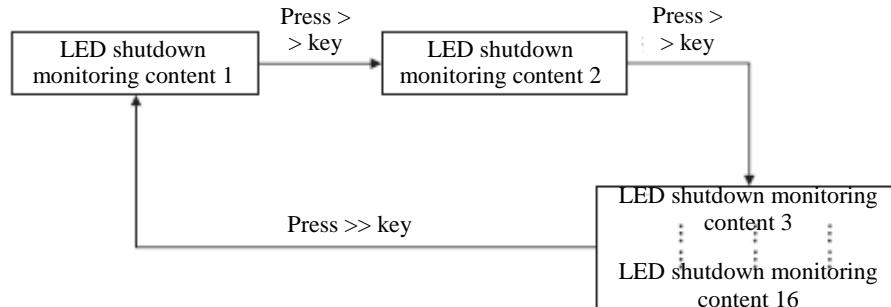 Press >
> key
Press >
> key
LED shutdown
monitoring content 1
LED shutdown
monitoring content 2
LED shutdown monitoring
content 3
Press >> key
LED shutdown monitoring
content 16